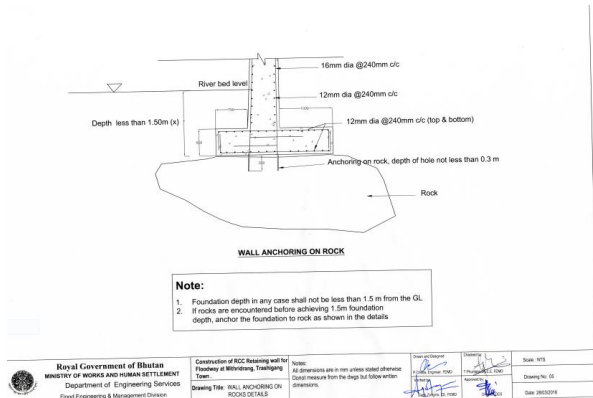 16mm dia @240mm c/c
River bed level
12mm dia @240mm c/c
Depth less than 1.50m (x)
12mm dia @240mm c/c (top & bottom)
Anchoring on rock, depth of hole not less than 0.3 m
Rock
WALL ANCHORING ON ROCK
Note:
1. Foundation depth in any case shall not be less than 1.5 m from the GL
2. If rocks are encountered before achieving 1.5m foundation
depth, anchor the foundation to rock as shown in the details
Royal Government of Bhutan
MINISTRY OF WORKS AND HUMAN SETTLEMENT
Department of Engineering Services
Flood Engineering & Management Division
Construction of RCC Retaining wall for
Floodway at Mithridrang, Trashigang
Town.
Drawing Title: WALL ANCHORING ON
ROCKS DETAILS
Notes:
All dimensions are in mm unless stated otherwise
Donot measure from the dwgs but follow written
dimensions.
Checked by
Approved by
Scale : NTS
Drawing No: 05